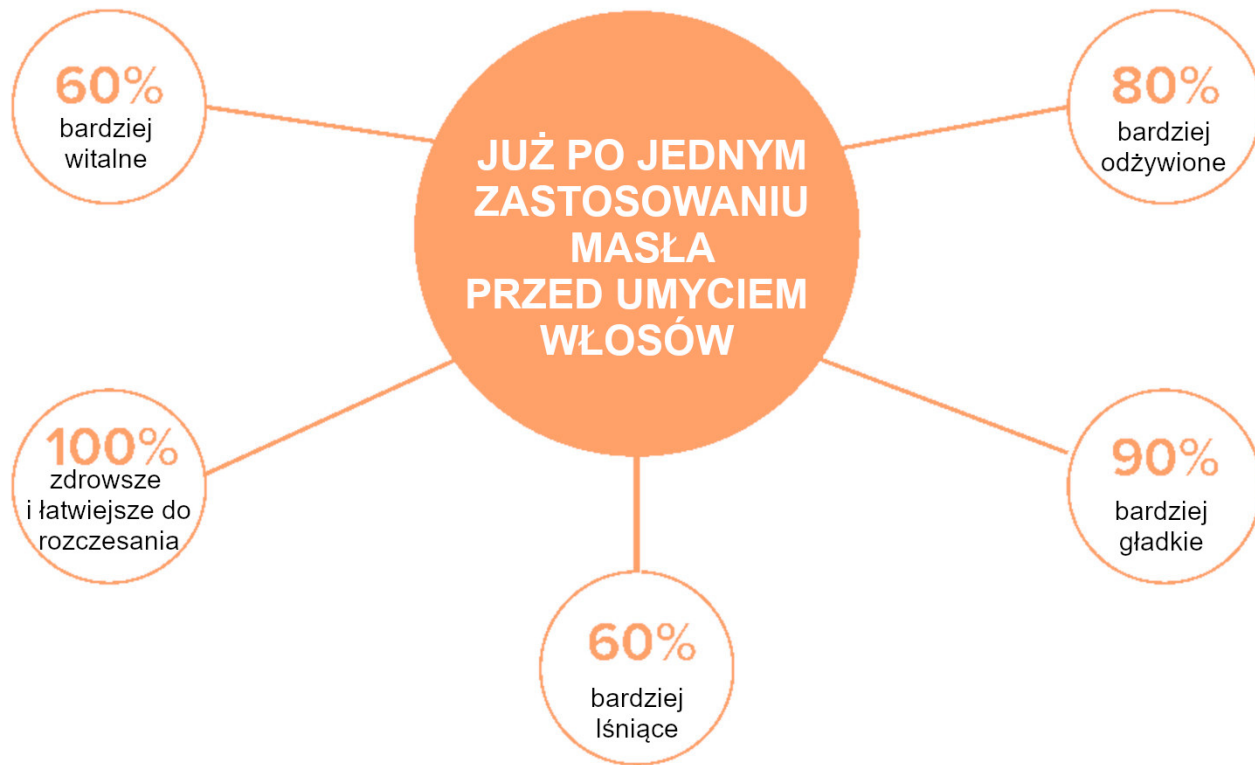 JUŻ PO JEDNYM
ZASTOSOWANIU
MASŁA
PRZED UMYCIEM
WŁOSÓW
60%
bardziej
witalne
80%
bardziej
odżywione
100%
zdrowsze
i łatwiejsze do
rozczesania
90%
bardziej
gładkie
60%
bardziej
lśniące